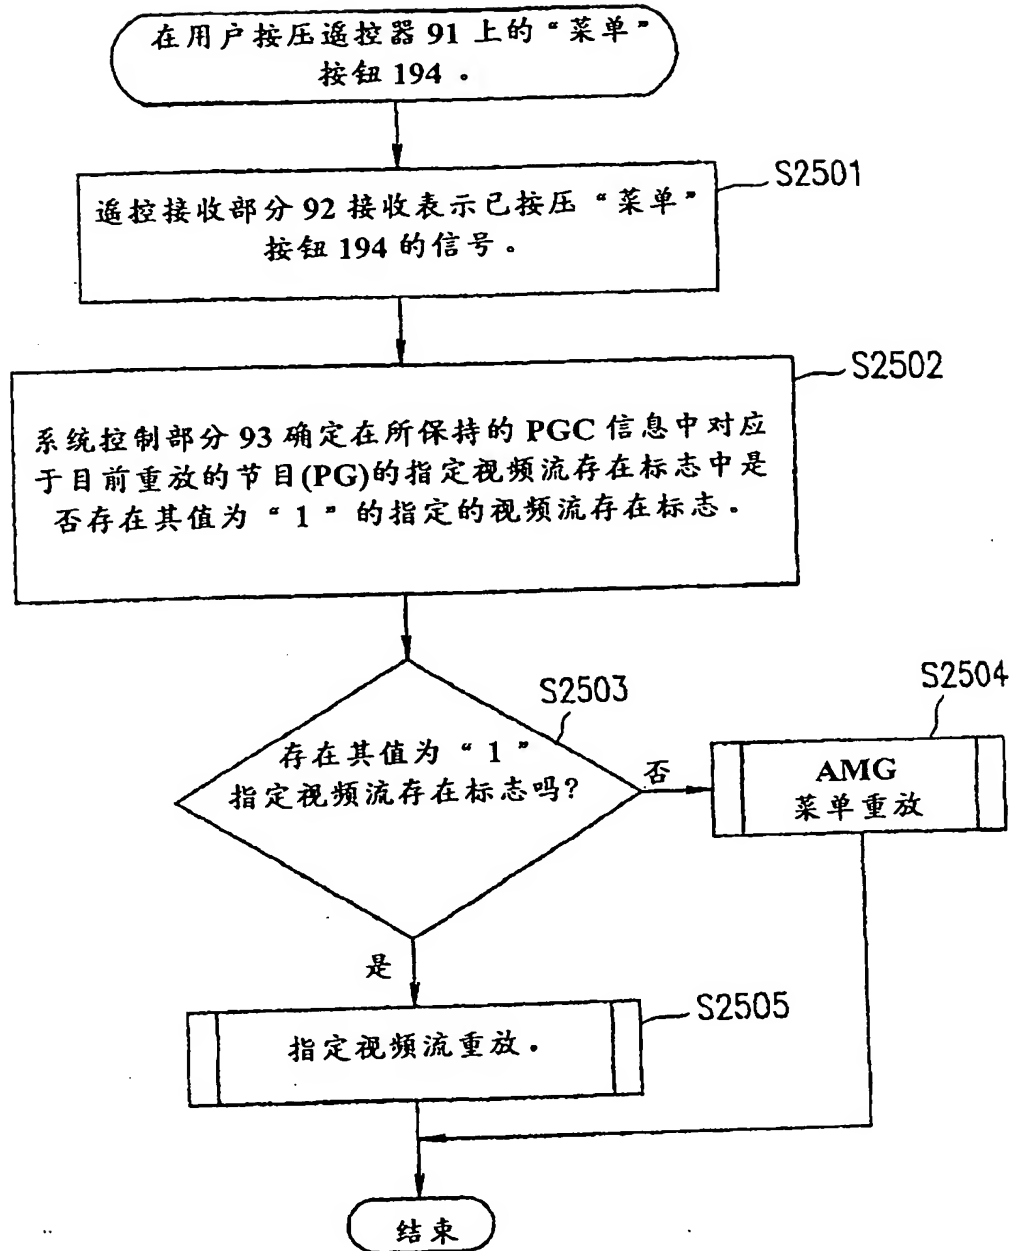 在用户按压遥控器 91 上的“菜单”
按钮 194 。
S2501
遥控接收部分 92 接收表示已按压“菜单”
按钮 194 的信号。
S2502
系统控制部分 93 确定在所保持的 PGC 信息中对应
于目前重放的节目(PG)的指定视频流存在标志中是
否存在其值为“1”的指定的视频流存在标志。
S2503
存在其值为“1”
指定视频流存在标志吗?
否
S2504
AMG
菜单重放
是
S2505
指定视频流重放。
结束